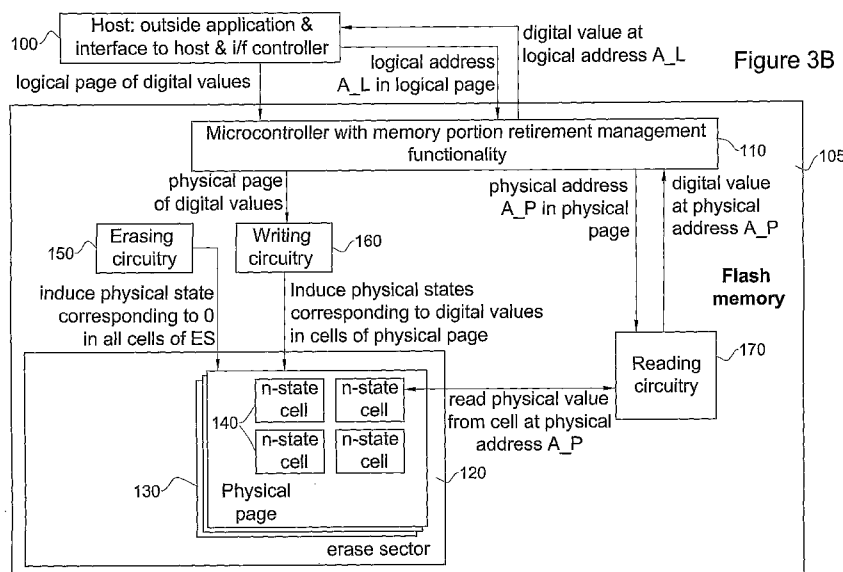 Host: outside application &
interface to host & i/f controller
100
digital value at
logical address A_L
Figure 3B
logical address
A_L in logical page
logical page of digital values
Microcontroller with memory portion retirement management
functionality
110
105
physical page
of digital values
physical address
A_P in physical
page
digital value
at physical
address A_P
150
Erasing
circuitry
Writing
circuitry
160
Flash
memory
induce physical state
corresponding to 0
in all cells of ES
Induce physical states
corresponding to digital values
in cells of physical page
Reading
circuitry
170
n-state
cell
n-state
cell
140
n-state
cell
n-state
cell
read physical value
from cell at physical
address A_P
130
Physical
page
120
erase sector